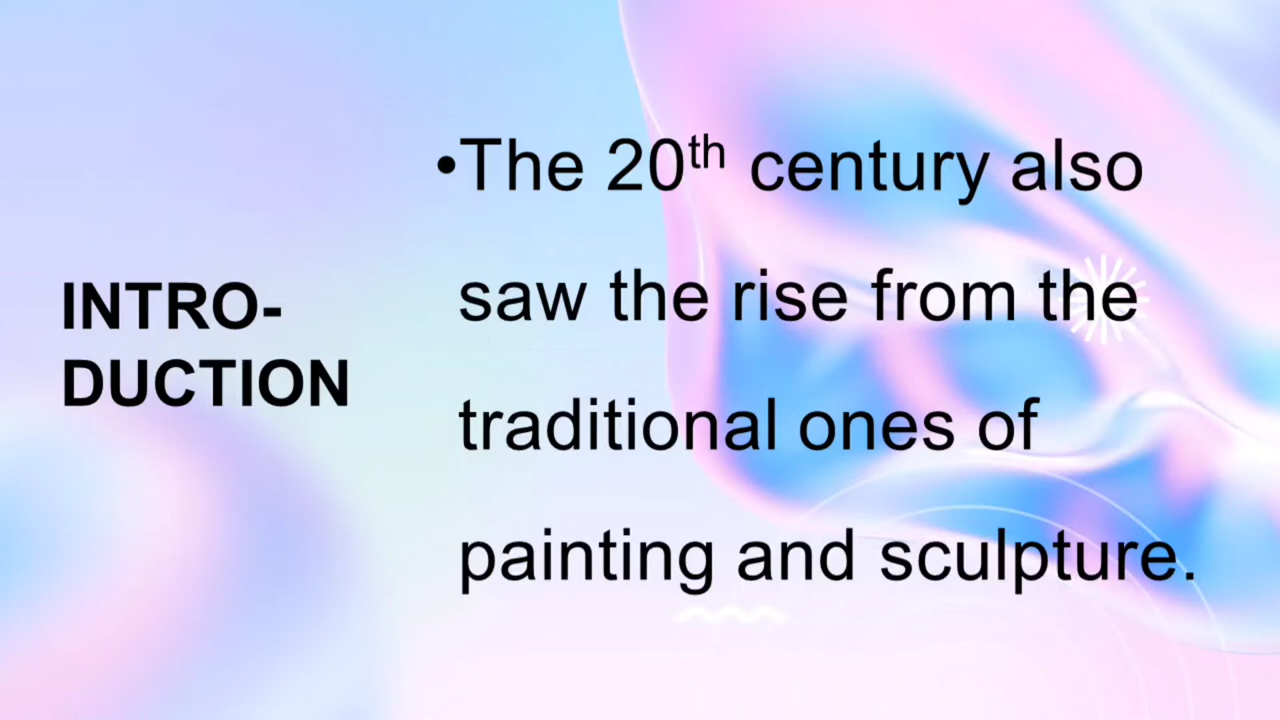 INTRO-
DUCTION
•The 20th century also
saw the rise from the
traditional ones of
painting and sculpture.